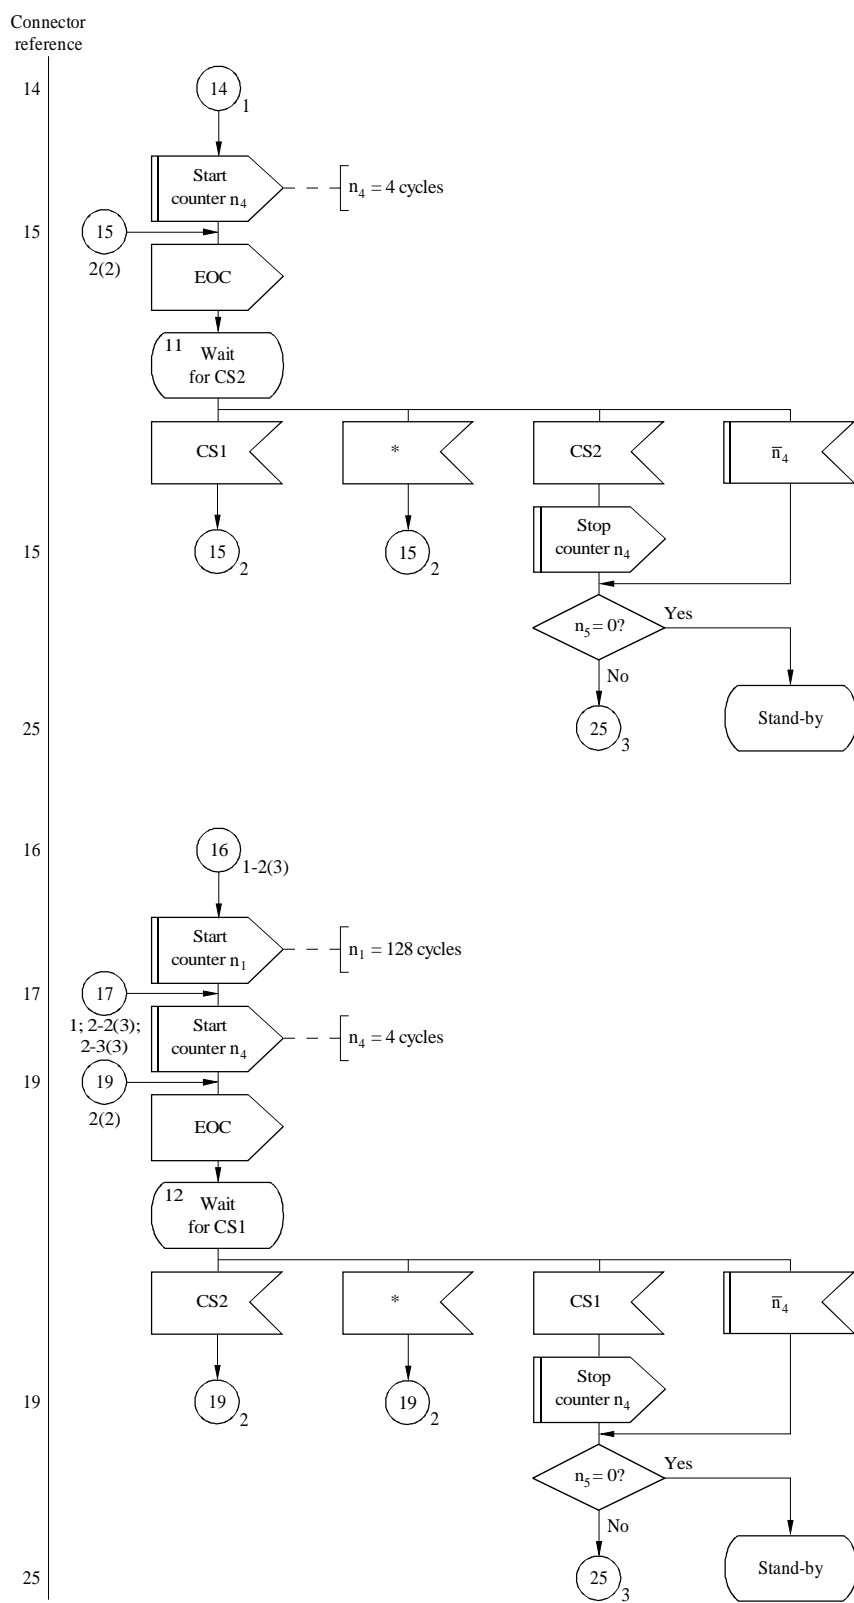 Connector
reference
14
14
1
Start
counter n₄
n₄ = 4 cycles
15
15
2(2)
EOC
11
Wait
for CS2
CS1
*
CS2
n̅₄
Stop
counter n₄
15
15
2
15
2
n₅ = 0?
Yes
No
Stand-by
25
25
3
16
16
1-2(3)
Start
counter n₁
n₁ = 128 cycles
17
17
1; 2-2(3);
2-3(3)
Start
counter n₄
n₄ = 4 cycles
19
19
2(2)
EOC
12
Wait
for CS1
CS2
*
CS1
n̅₄
Stop
counter n₄
19
19
2
19
2
n₅ = 0?
Yes
No
Stand-by
25
25
3